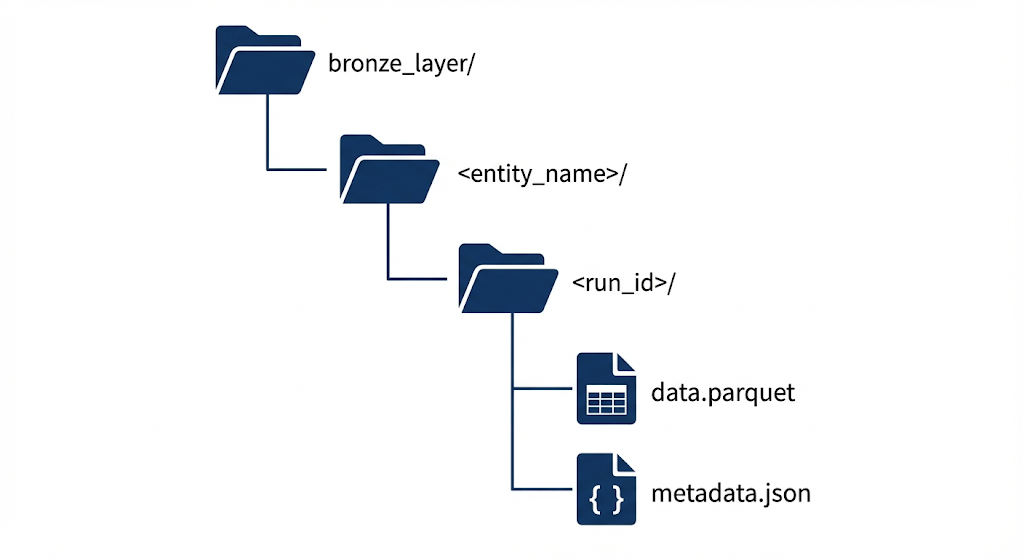 bronze_layer/
<entity_name>/
<run_id>/
data.parquet
{ }
metadata.json